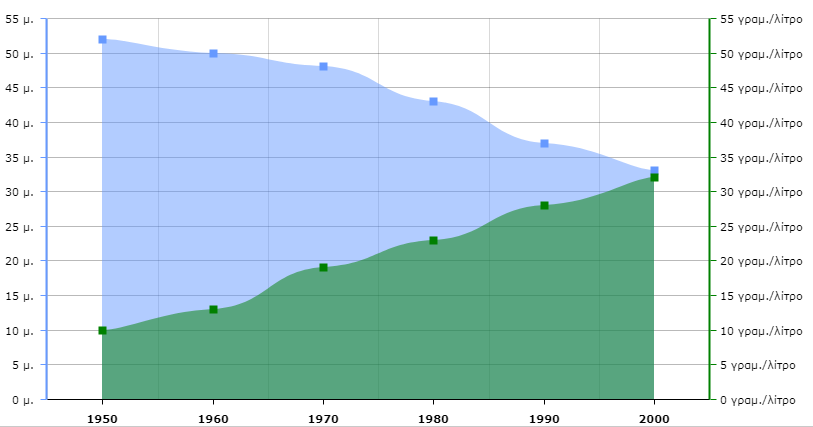 55 μ. 55 γραμ./λίτρο
50 μ. 50 γραμ./λίτρο
45 μ. 45 γραμ./λίτρο
40 μ. 40 γραμ./λίτρο
35 μ. 35 γραμ./λίτρο
30 μ. 30 γραμ./λίτρο
25 μ. 25 γραμ./λίτρο
20 μ. 20 γραμ./λίτρο
15 μ. 15 γραμ./λίτρο
10 μ. 10 γραμ./λίτρο
5 μ. 5 γραμ./λίτρο
0 μ. 0 γραμ./λίτρο
1950 1960 1970 1980 1990 2000